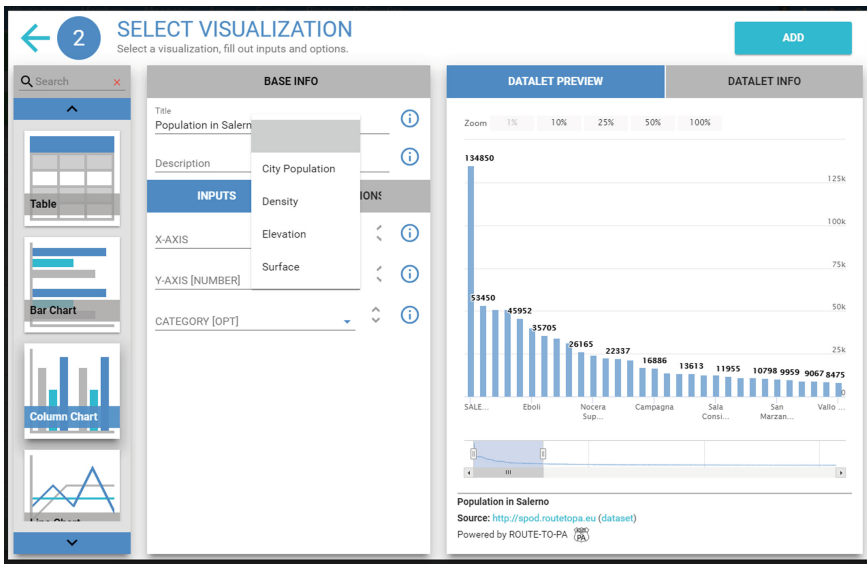 2
SELECT VISUALIZATION
Select a visualization, fill out inputs and options.
ADD
Search ×
Table
Bar Chart
Column Chart
BASE INFO
Title
Population in Salern
Description
INPUTS
IONS
X-AXIS
Y-AXIS [NUMBER]
CATEGORY [OPT]
City Population
Density
Elevation
Surface
DATALET PREVIEW
DATALET INFO
Zoom 1% 10% 25% 50% 100%
134850
125k
100k
75k
53450
50k
45952
35705
26165
22337
25k
16886
13613
11955
10798
9959
9067
8475
0
SALE... Eboli Nocera Sup... Campagna Sala Consi... San Marzan... Vallo ...
Population in Salerno
Source: http://spod.routetopa.eu (dataset)
Powered by ROUTE-TO-PA
PA